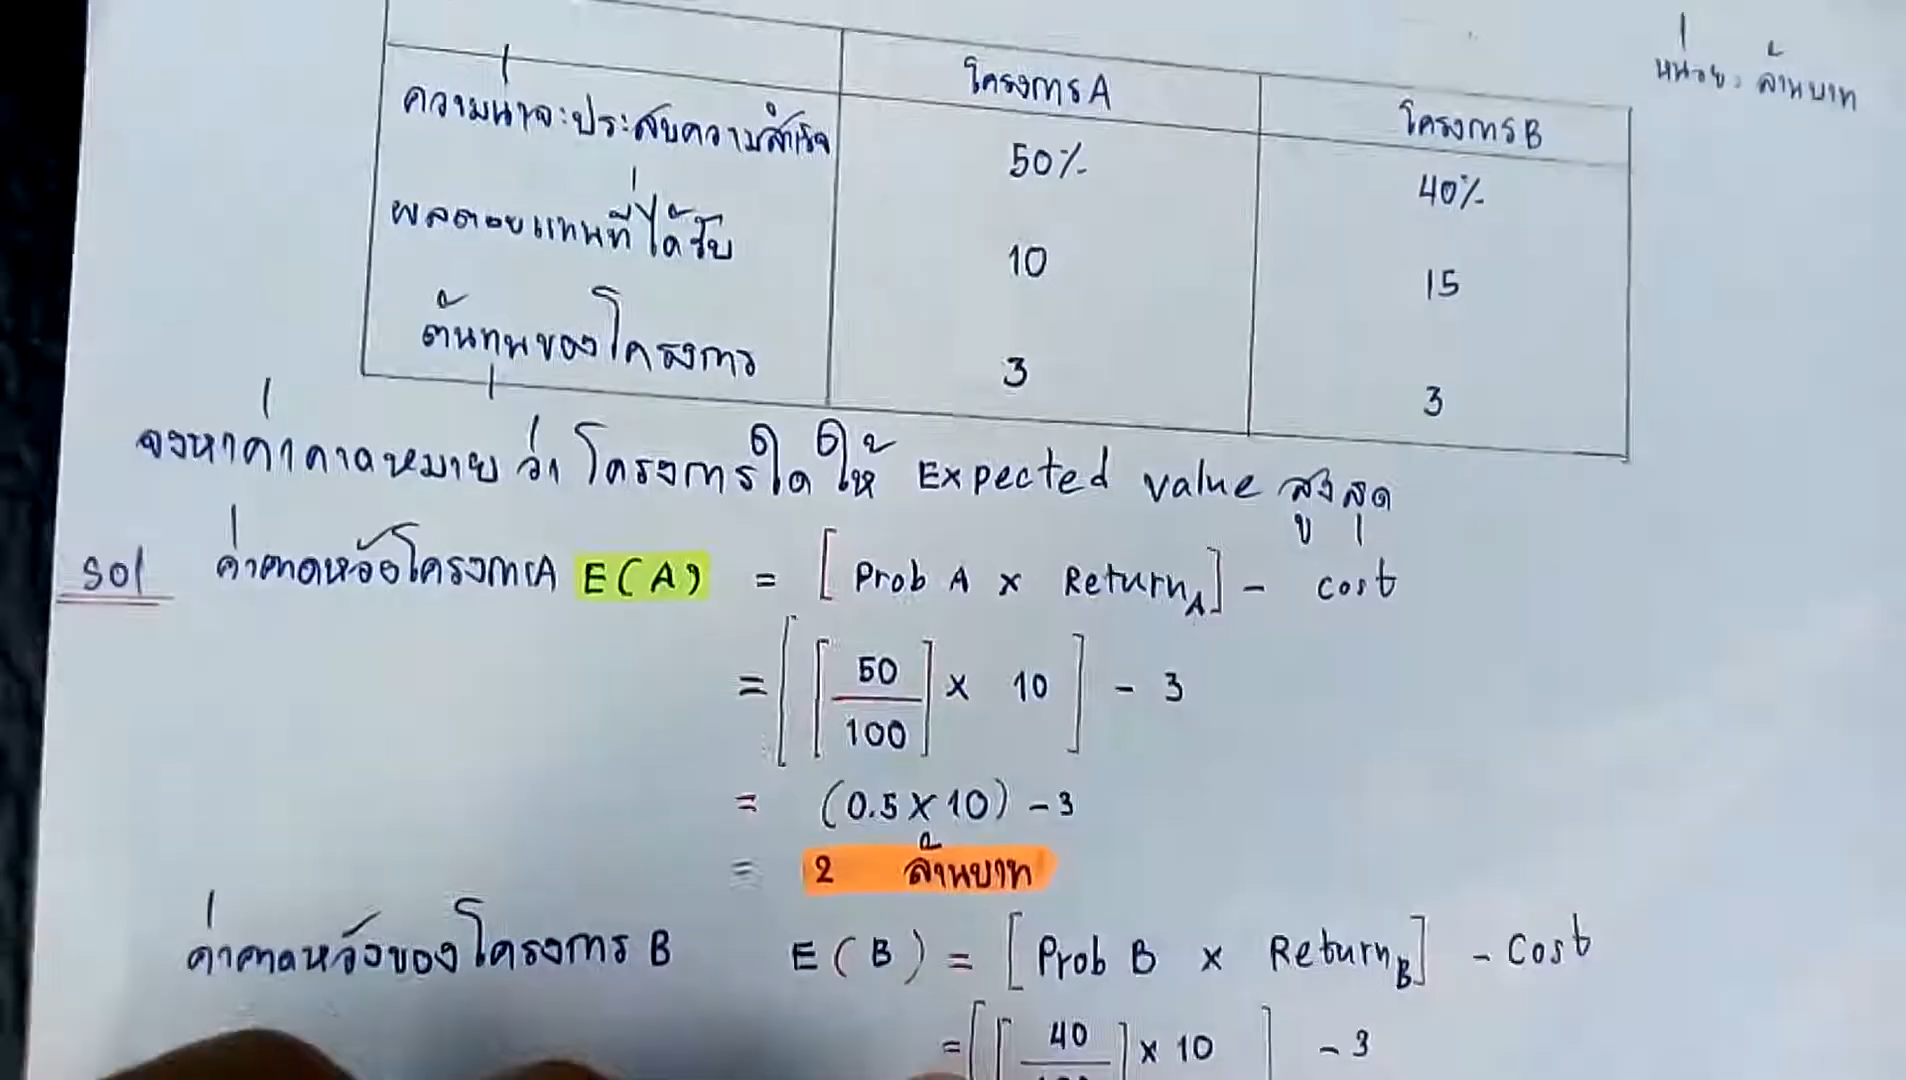 หน่วย : ล้านบาท
โครงการ A โครงการ B
ความน่าจะประสบความสำเร็จ 50% 40%
ผลตอบแทนที่ได้รับ 10 15
ต้นทุนของโครงการ 3 3
จงหาค่าคาดหมายว่าโครงการใดให้ Expected value สูงสุด
Sol ค่าคาดหวังโครงการA E(A) = [Prob A x Return A] - cost
= [[50/100] x 10] - 3
= (0.5 x 10) - 3
= 2 ล้านบาท
ค่าคาดหวังของโครงการ B E(B) = [Prob B x Return B] - Cost
= [[40/100] x 10] - 3